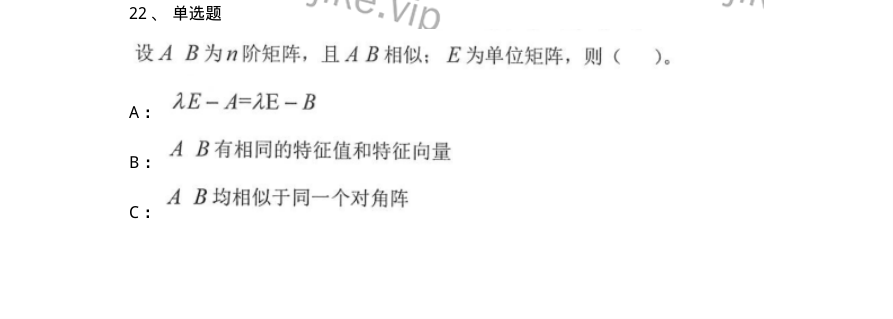 22 、 单选题
设 A B 为 n 阶矩阵，且 A B 相似； E 为单位矩阵，则（ ）。
A： λE − A=λE − B
B： A B 有相同的特征值和特征向量
C： A B 均相似于同一个对角阵